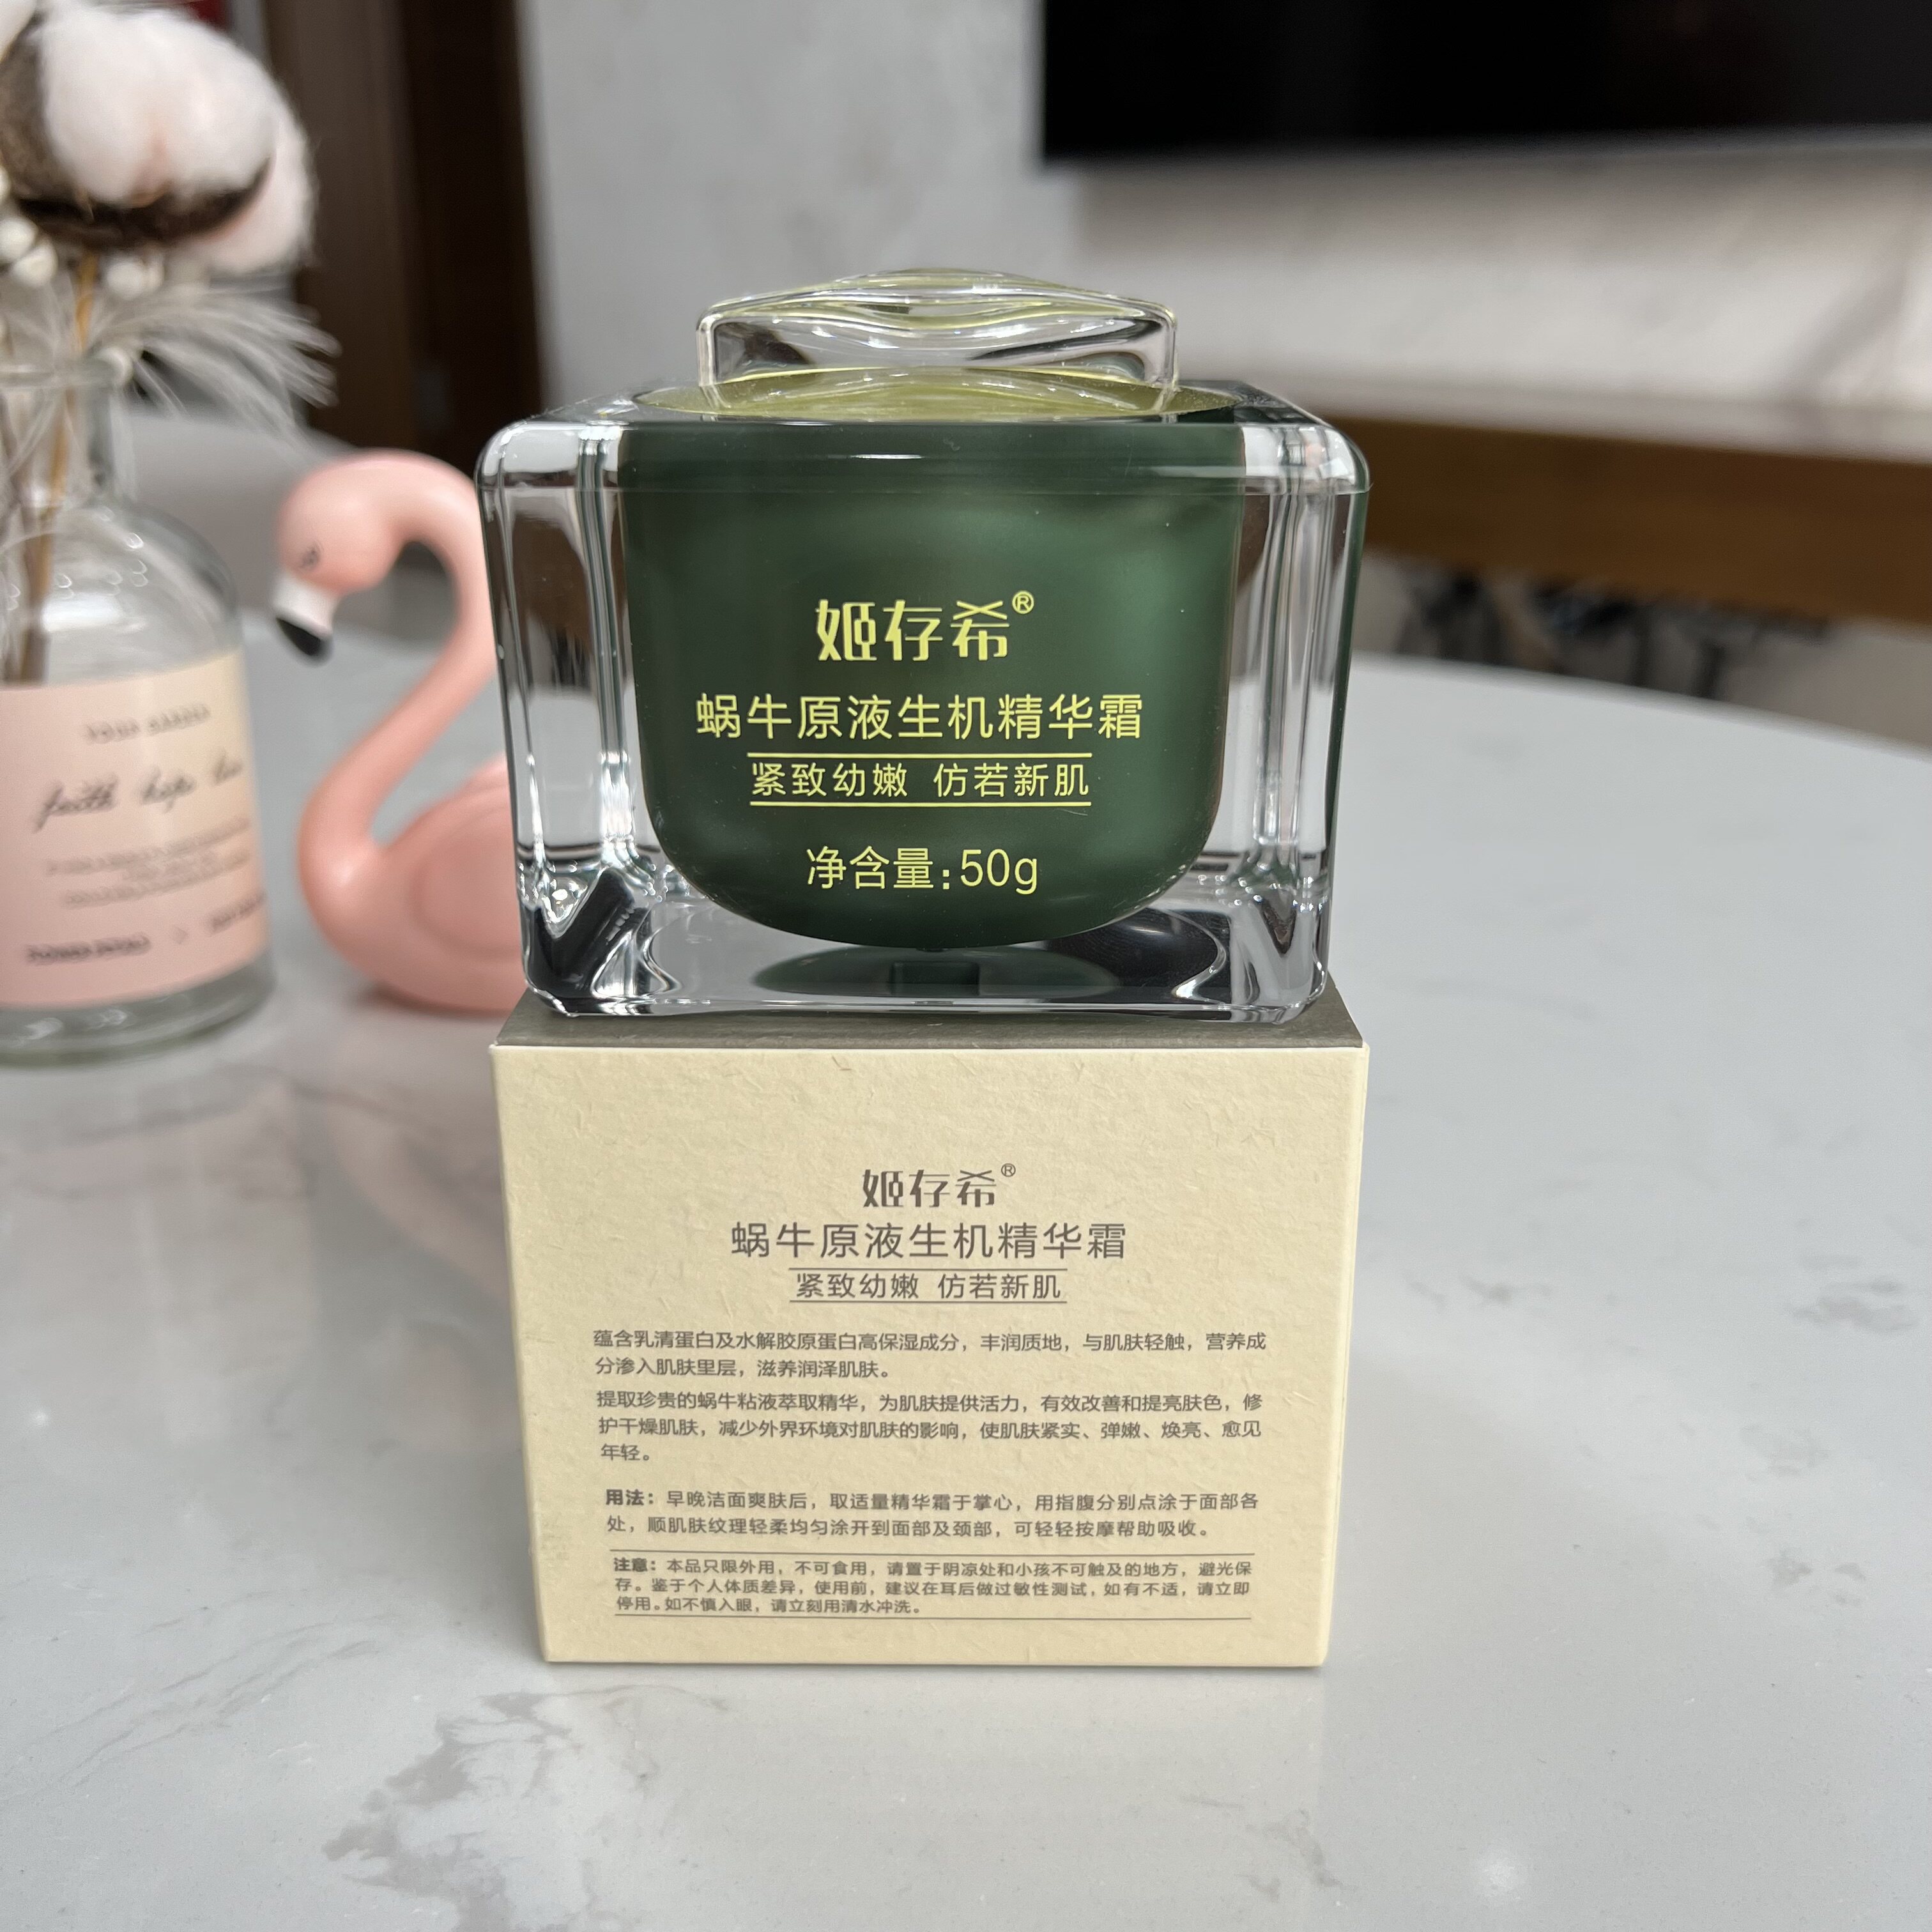 姬存希®
蜗牛原液生机精华霜
紧致幼嫩 仿若新肌
净含量:50g
faith hope
姬存希®
蜗牛原液生机精华霜
紧致幼嫩 仿若新肌
蕴含乳清蛋白及水解胶原蛋白高保湿成分，丰润质地，与肌肤轻触，营养成
分渗入肌肤里层，滋养润泽肌肤。
提取珍贵的蜗牛粘液萃取精华，为肌肤提供活力，有效改善和提亮肤色，修
护干燥肌肤，减少外界环境对肌肤的影响，使肌肤紧实、弹嫩、焕亮、愈见
年轻。
用法：早晚洁面爽肤后，取适量精华霜于掌心，用指腹分别点涂于面部各
处，顺肌肤纹理轻柔均匀涂开到面部及颈部，可轻轻按摩帮助吸收。
注意：本品只限外用，不可食用，请置于阴凉处和小孩不可触及的地方，避光保
存。鉴于个人体质差异，使用前，建议在耳后做过敏性测试，如有不适，请立即
停用。如不慎入眼，请立刻用清水冲洗。